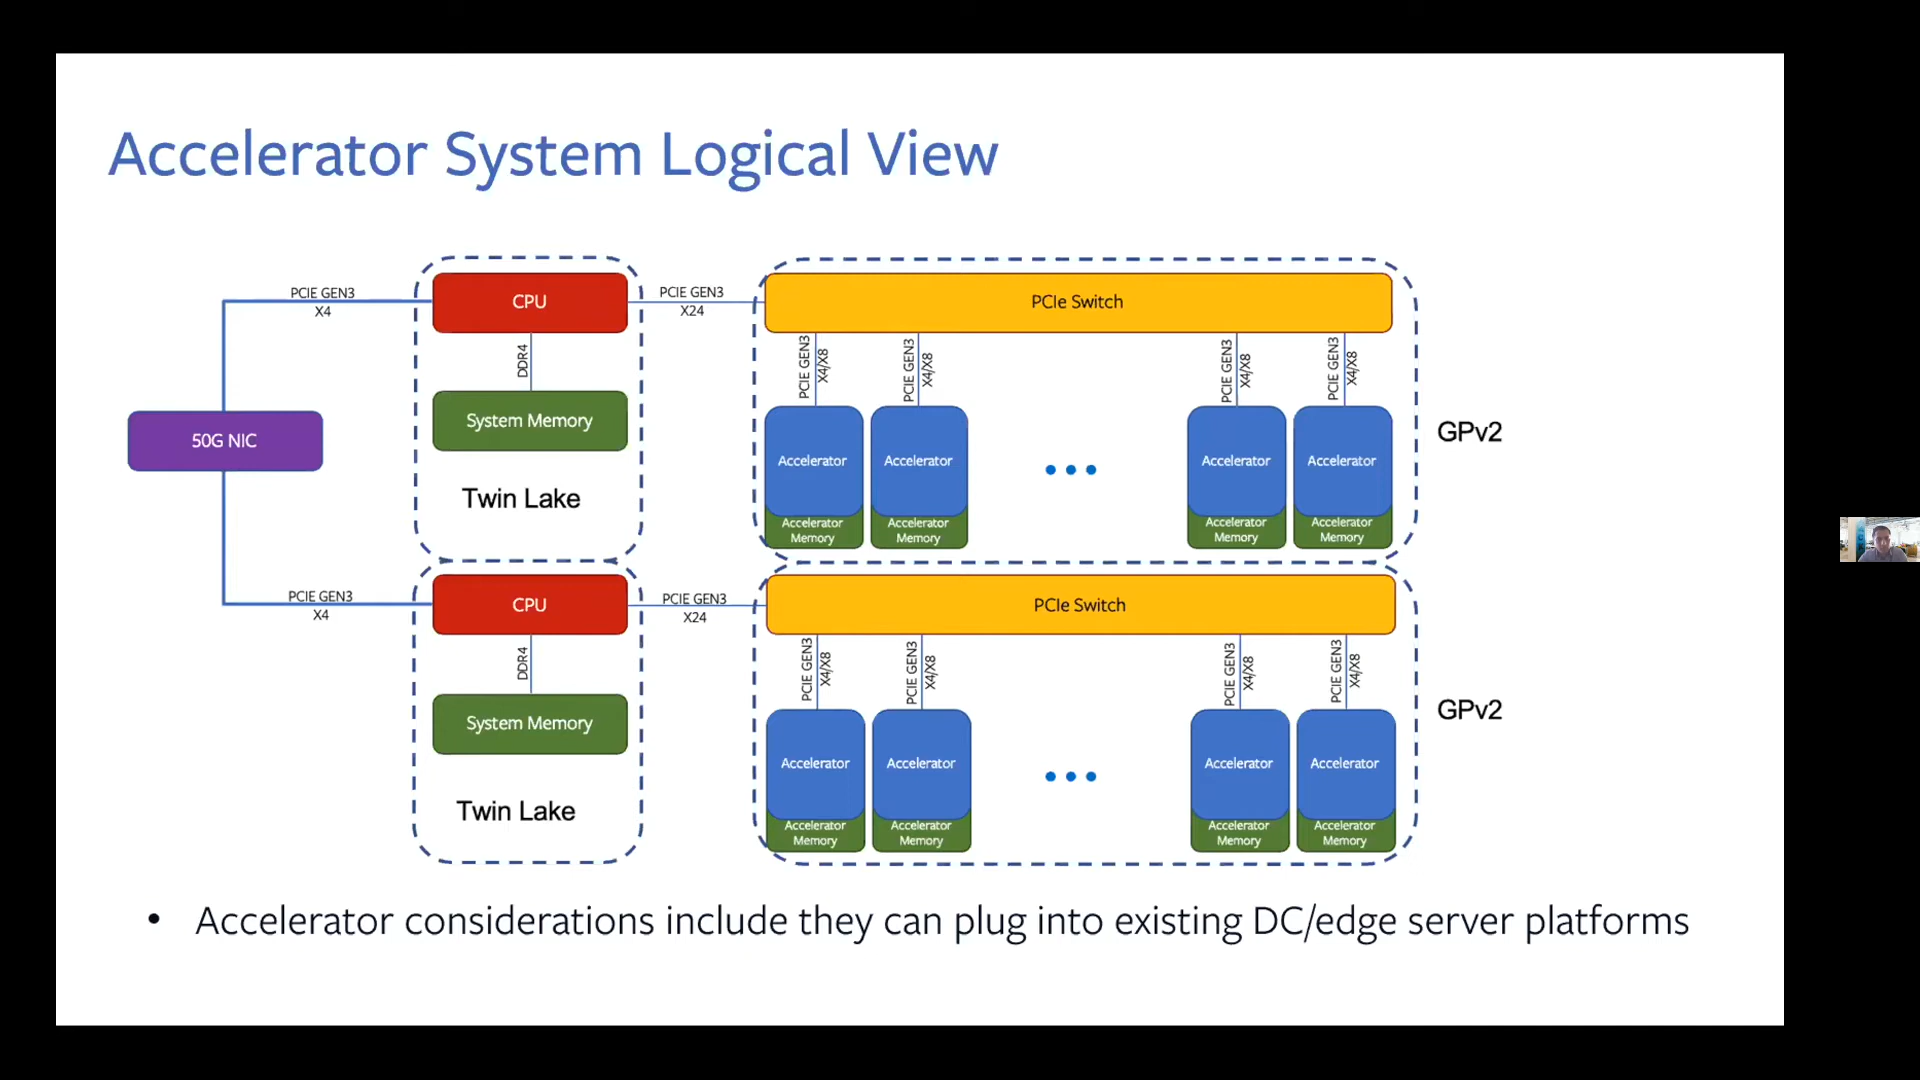 Accelerator System Logical View
PCIE GEN3
X4
CPU
PCIE GEN3
X24
PCIe Switch
DDR4
PCIE GEN3
X4/X8
PCIE GEN3
X4/X8
PCIE GEN3
X4/X8
PCIE GEN3
X4/X8
50G NIC
System Memory
Twin Lake
Accelerator
Accelerator
Memory
Accelerator
Accelerator
Memory
Accelerator
Accelerator
Memory
Accelerator
Accelerator
Memory
GPv2
PCIE GEN3
X4
CPU
PCIE GEN3
X24
PCIe Switch
DDR4
PCIE GEN3
X4/X8
PCIE GEN3
X4/X8
PCIE GEN3
X4/X8
PCIE GEN3
X4/X8
System Memory
Twin Lake
Accelerator
Accelerator
Memory
Accelerator
Accelerator
Memory
Accelerator
Accelerator
Memory
Accelerator
Accelerator
Memory
GPv2
• Accelerator considerations include they can plug into existing DC/edge server platforms